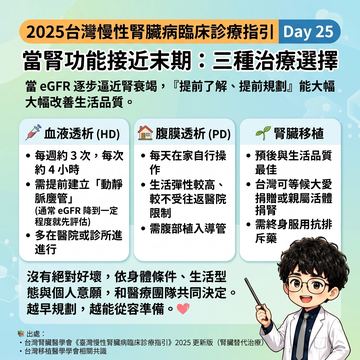 2025台灣慢性腎臟病臨床診療指引 Day 25
當腎功能接近末期：三種治療選擇
當 eGFR 逐步逼近腎衰竭，『提前了解、提前規劃』能大幅
大幅改善生活品質。
血液透析 (HD)
• 每週約 3 次，每次
約 4 小時
• 需提前建立「動靜
脈廔管」
(通常 eGFR 降到一定
程度就先評估)
• 多在醫院或診所進
進行
腹膜透析 (PD)
• 每天在家自行操
作
• 生活彈性較高、
較不受往返醫院
限制
• 需腹部植入導管
腎臟移植
• 預後與生活品質
最佳
• 台灣可等候大愛
捐贈或親屬活體
捐腎
• 需終身服用抗排
斥藥
沒有絕對好壞，依身體條件、生活型
態與個人意願，和醫療團隊共同決定。
越早規劃，越能從容準備。
出處：
・台灣腎臟醫學會《臺灣慢性腎臟病臨床診療指引》2025 更新版（腎臟替代治療）
・台灣移植醫學學會相關共識